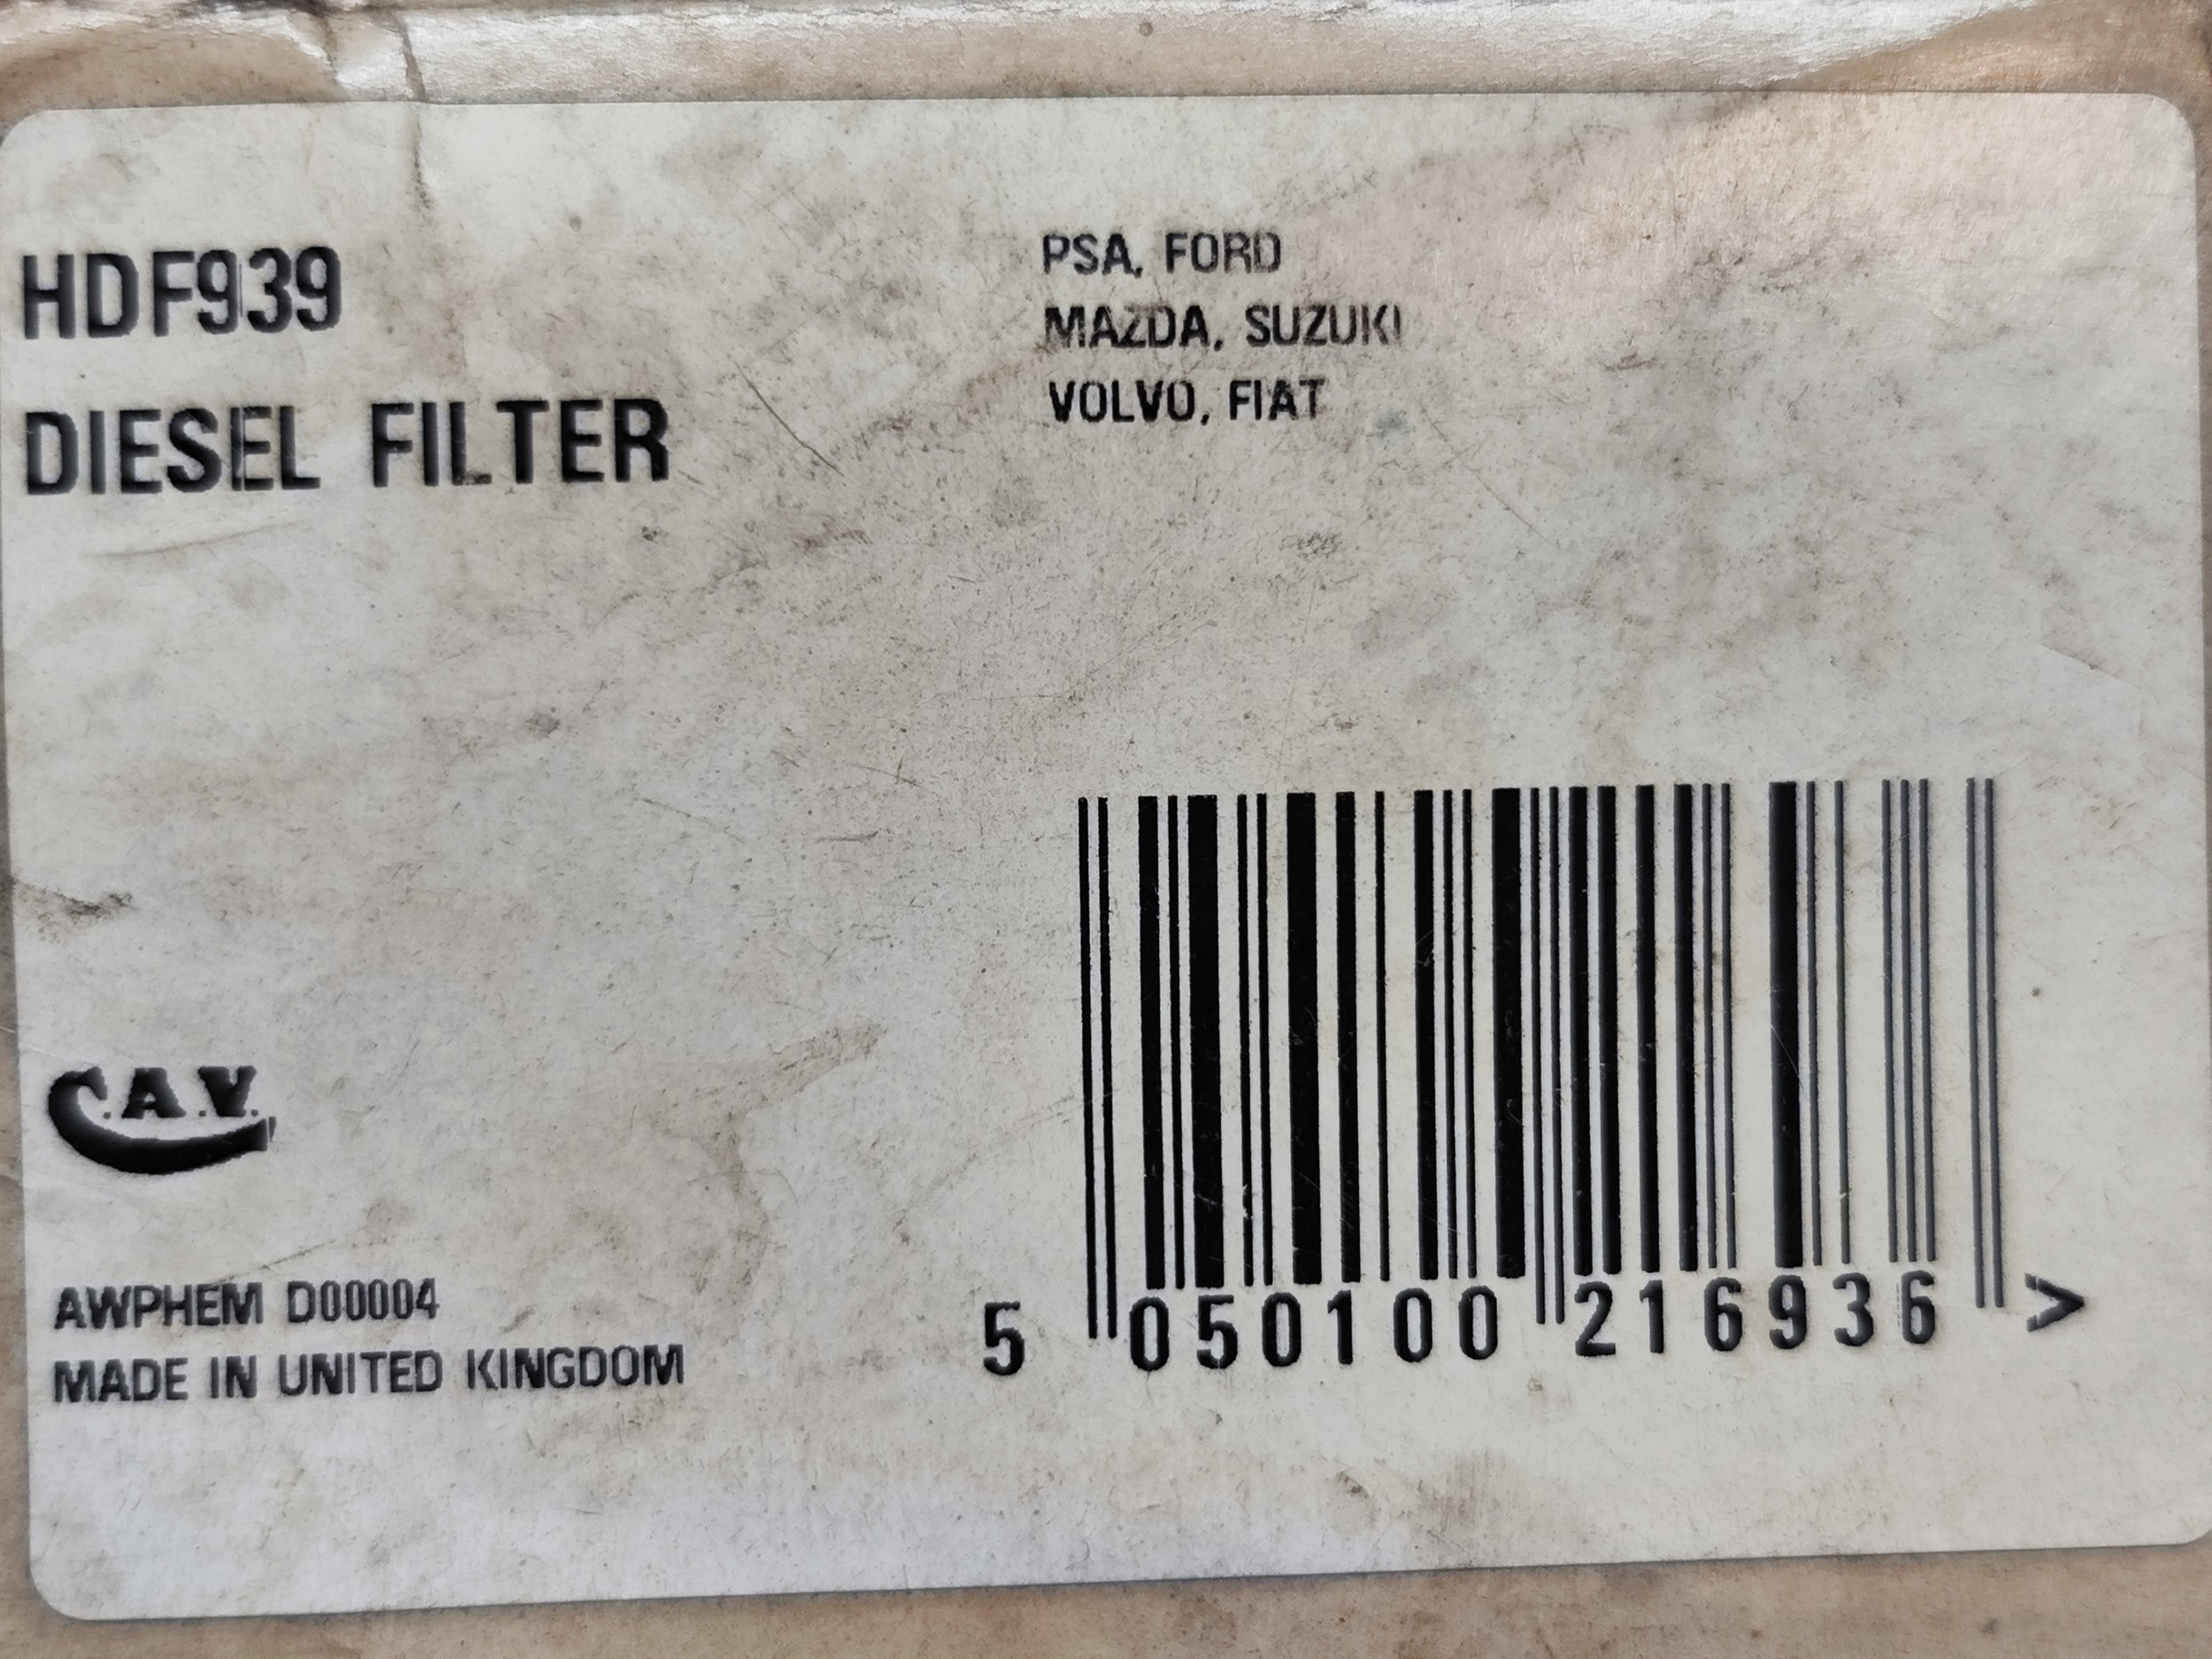 HDF939
DIESEL FILTER
PSA, FORD
MAZDA, SUZUKI
VOLVO, FIAT
C.A.V.
AWPHEM D00004
MADE IN UNITED KINGDOM
5 050100 216936 >